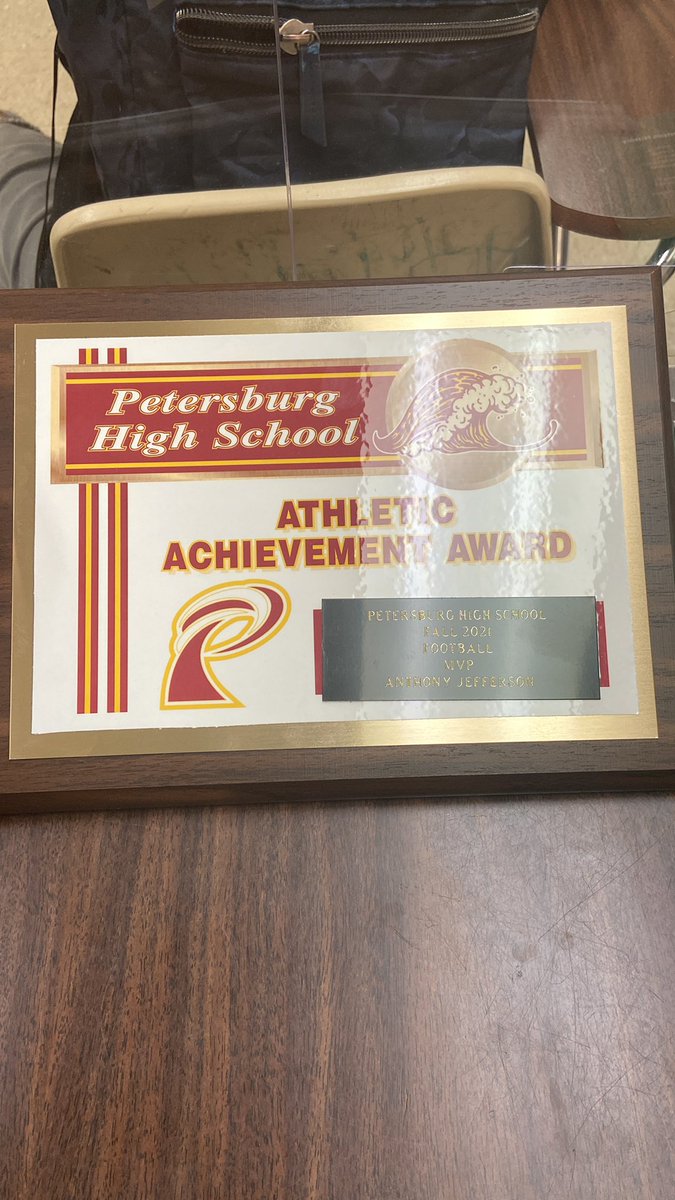 Petersburg
High School
ATHLETIC
ACHIEVEMENT AWARD
P
PETERSBURG HIGH SCHOOL
FALL 2021
FOOTBALL
MVP
ANTHONY JEFFERSON